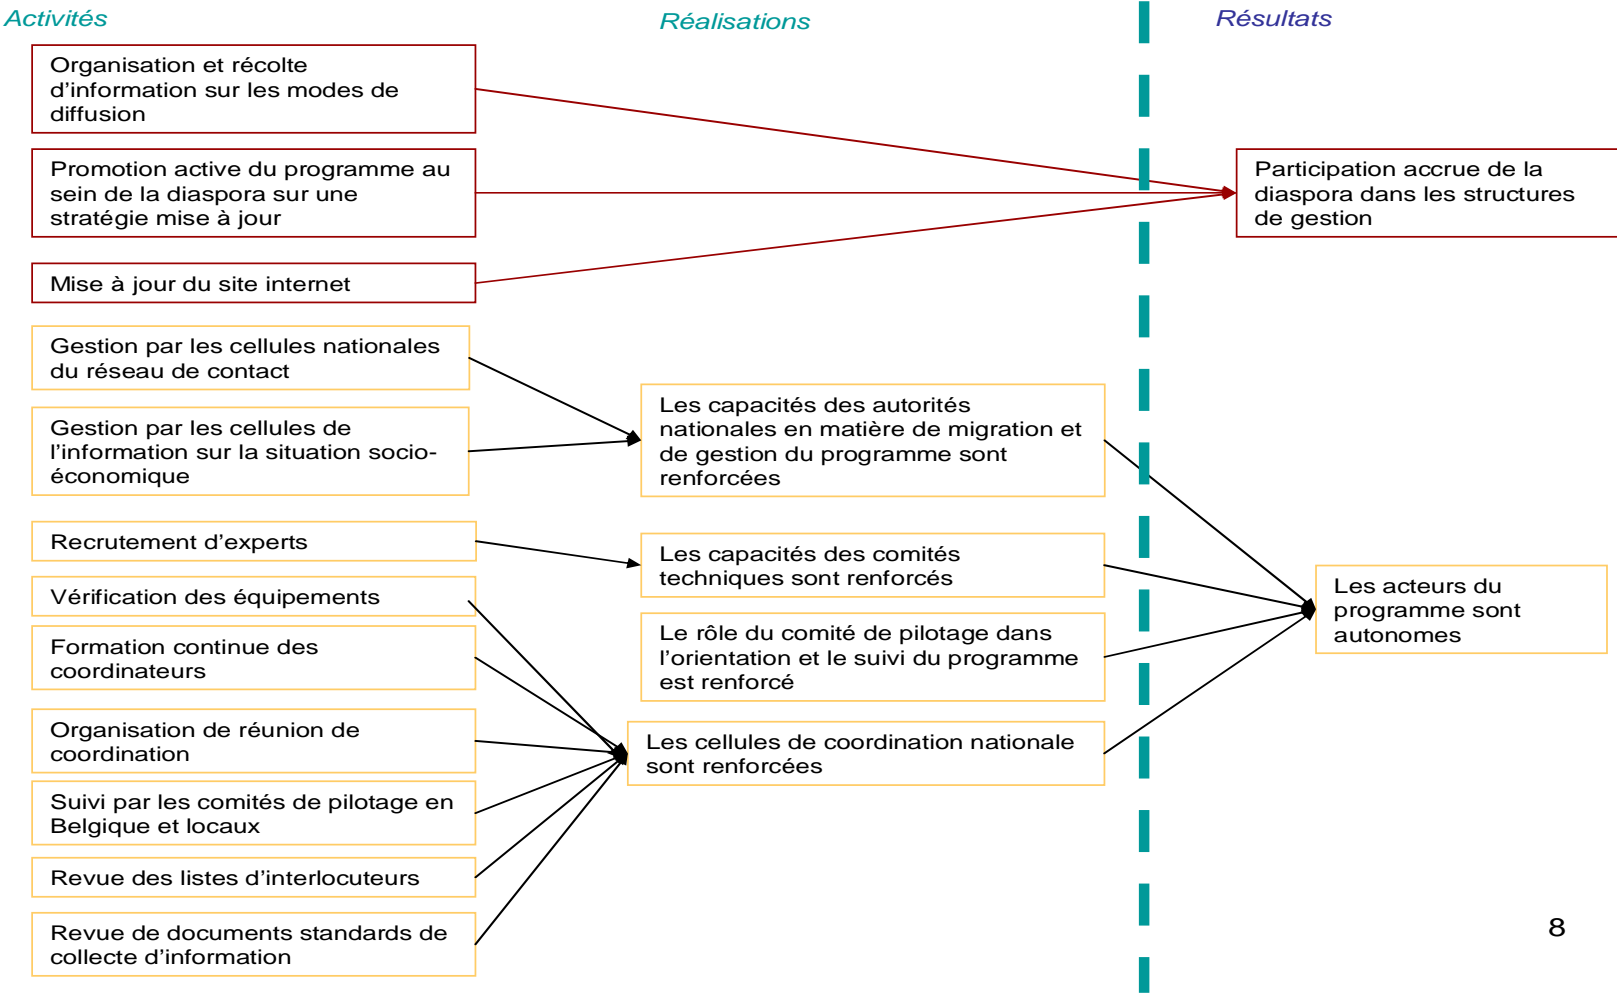 Activités
Réalisations
Résultats
Organisation et récolte
d’information sur les modes de
diffusion
Promotion active du programme au
sein de la diaspora sur une
stratégie mise à jour
Mise à jour du site internet
Participation accrue de la
diaspora dans les structures
de gestion
Gestion par les cellules nationales
du réseau de contact
Gestion par les cellules de
l’information sur la situation socio-
économique
Recrutement d’experts
Vérification des équipements
Formation continue des
coordinateurs
Organisation de réunion de
coordination
Suivi par les comités de pilotage en
Belgique et locaux
Revue des listes d’interlocuteurs
Revue de documents standards de
collecte d’information
Les capacités des autorités
nationales en matière de migration et
de gestion du programme sont
renforcées
Les capacités des comités
techniques sont renforcés
Le rôle du comité de pilotage dans
l’orientation et le suivi du programme
est renforcé
Les cellules de coordination nationale
sont renforcées
Les acteurs du
programme sont
autonomes
8